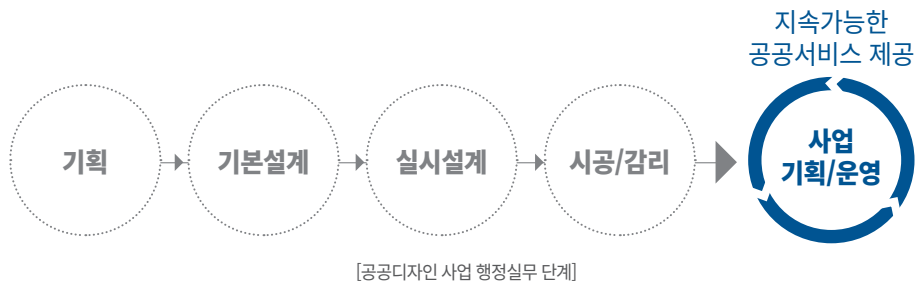 지속가능한
공공서비스 제공
기획
기본설계
실시설계
시공/감리
사업
기획/운영
[공공디자인 사업 행정실무 단계]